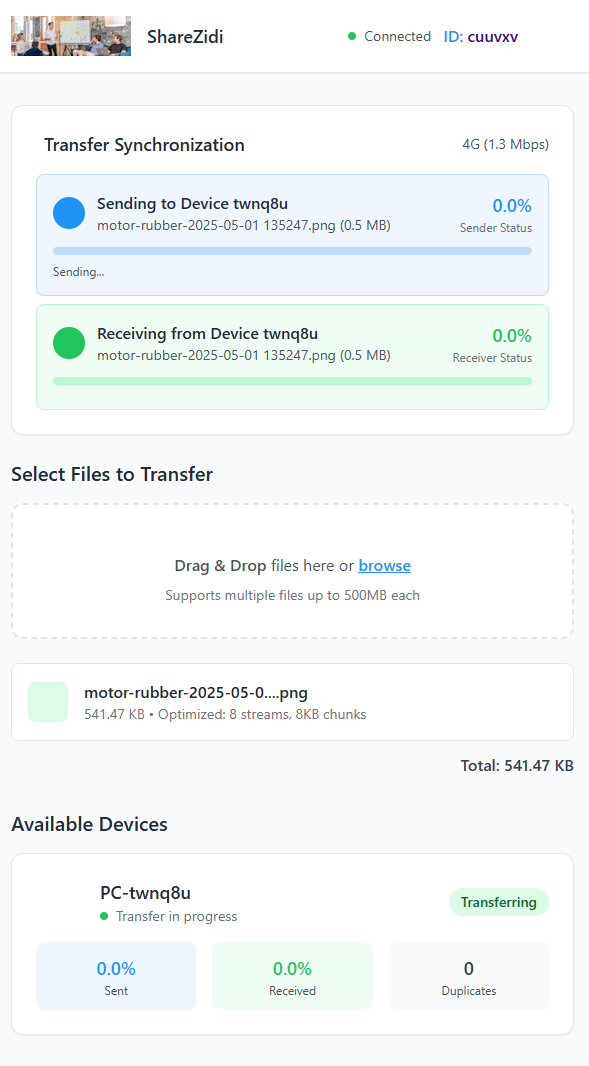 ShareZidi
Connected ID: cuuvxv
Transfer Synchronization
4G (1.3 Mbps)
Sending to Device twnq8u
motor-rubber-2025-05-01 135247.png (0.5 MB)
0.0%
Sender Status
Sending...
Receiving from Device twnq8u
motor-rubber-2025-05-01 135247.png (0.5 MB)
0.0%
Receiver Status
Select Files to Transfer
Drag & Drop files here or browse
Supports multiple files up to 500MB each
motor-rubber-2025-05-0....png
541.47 KB • Optimized: 8 streams, 8KB chunks
Total: 541.47 KB
Available Devices
PC-twnq8u
Transfer in progress
Transferring
0.0%
Sent
0.0%
Received
0
Duplicates